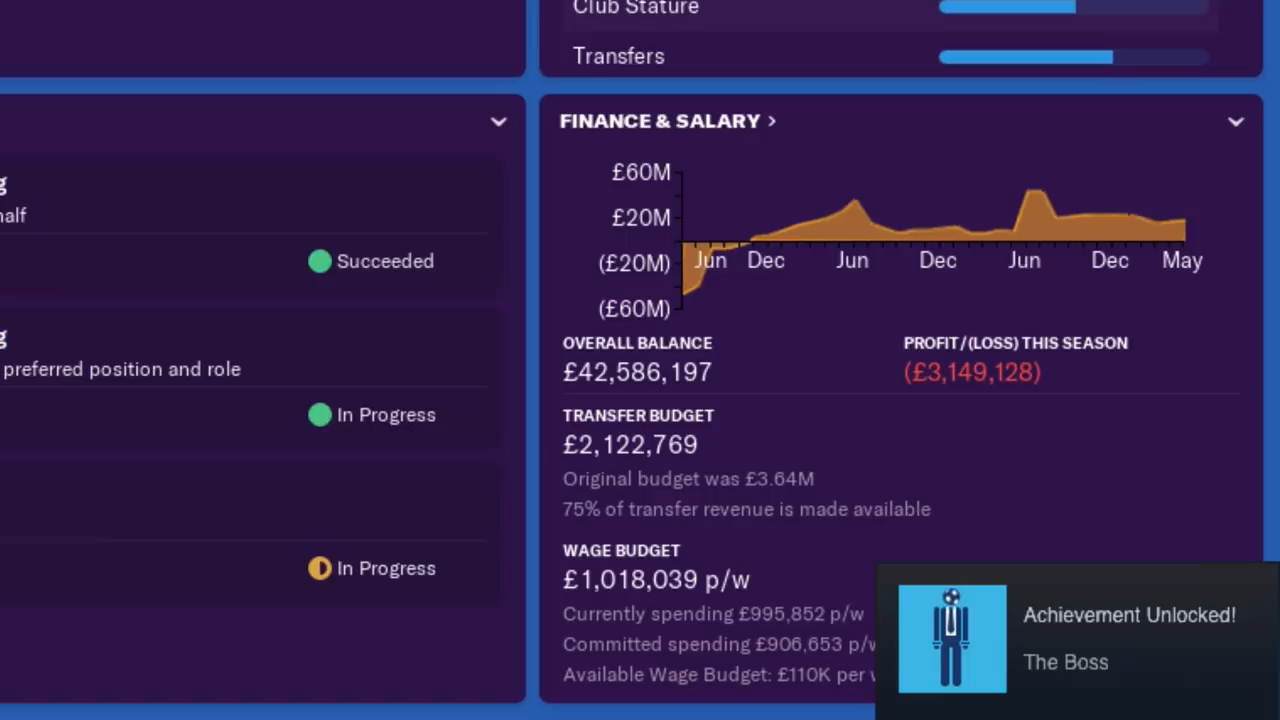 Club Stature
Transfers
FINANCE & SALARY >
£60M
£20M
(£20M)
(£60M)
Jun Dec Jun Dec Jun Dec May
half
Succeeded
preferred position and role
In Progress
In Progress
OVERALL BALANCE
£42,586,197
PROFIT/(LOSS) THIS SEASON
(£3,149,128)
TRANSFER BUDGET
£2,122,769
Original budget was £3.64M
75% of transfer revenue is made available
WAGE BUDGET
£1,018,039 p/w
Currently spending £995,852 p/w
Committed spending £906,653 p/w
Available Wage Budget: £110K per
Achievement Unlocked!
The Boss